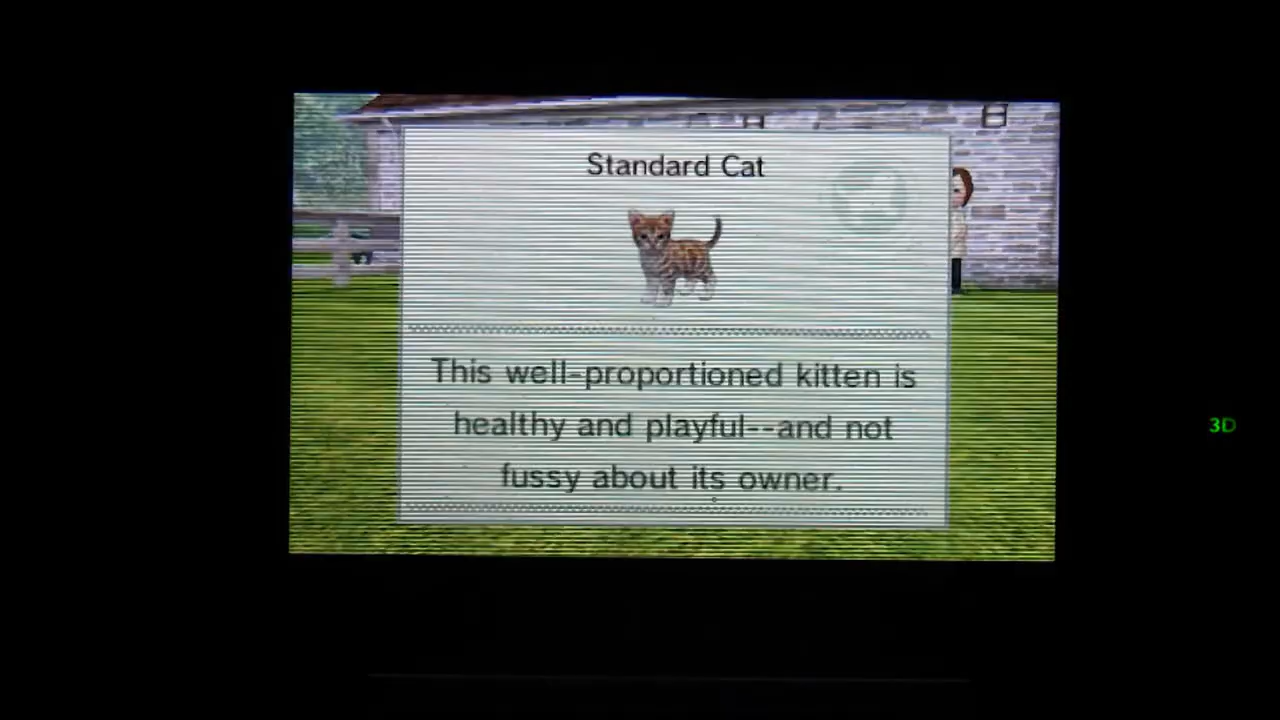 Standard Cat
This well-proportioned kitten is
healthy and playful--and not
fussy about its owner.
3D